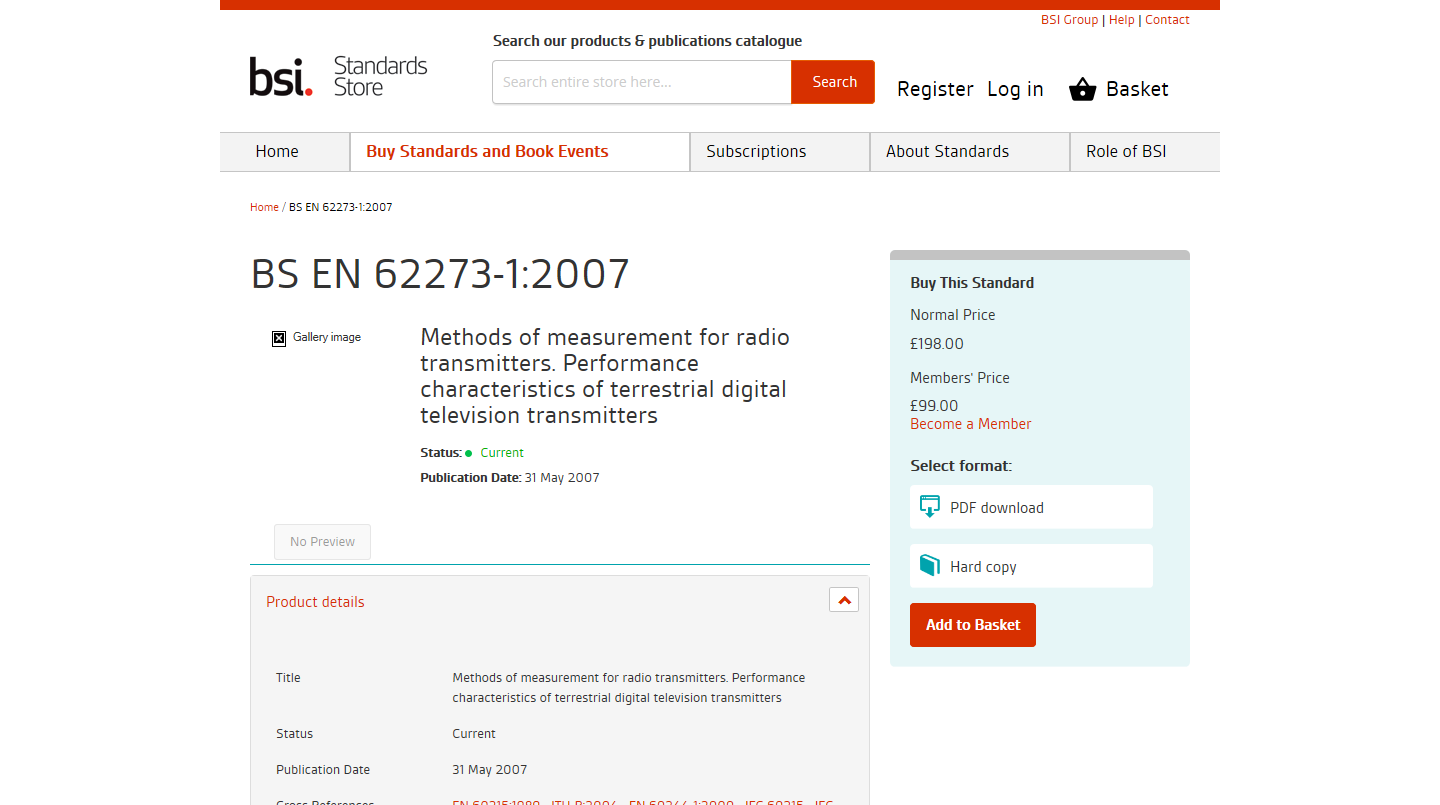 BSI Group | Help | Contact
Search our products & publications catalogue
bsi. Standards Store
Search entire store here...
Search
Register Log in Basket
Home Buy Standards and Book Events Subscriptions About Standards Role of BSI
Home / BS EN 62273-1:2007
BS EN 62273-1:2007
Gallery image
Methods of measurement for radio
transmitters. Performance
characteristics of terrestrial digital
television transmitters
Status: Current
Publication Date: 31 May 2007
No Preview
Buy This Standard
Normal Price
£198.00
Members' Price
£99.00
Become a Member
Select format:
PDF download
Hard copy
Add to Basket
Product details
Title Methods of measurement for radio transmitters. Performance
characteristics of terrestrial digital television transmitters
Status Current
Publication Date 31 May 2007
Cross References